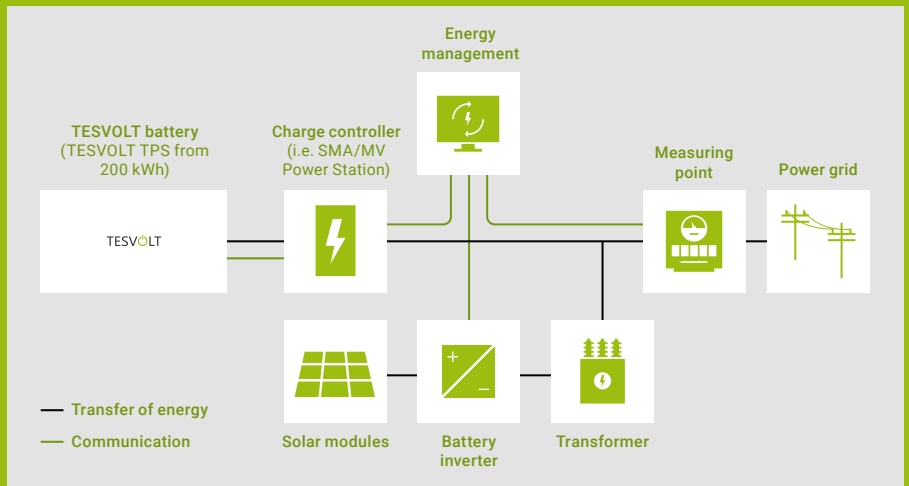 Energy
management
TESVOLT battery
(TESVOLT TPS from
200 kWh)
Charge controller
(i.e. SMA/MV
Power Station)
Measuring
point
Power grid
TESVOLT
Solar modules
Battery
inverter
Transformer
Transfer of energy
Communication